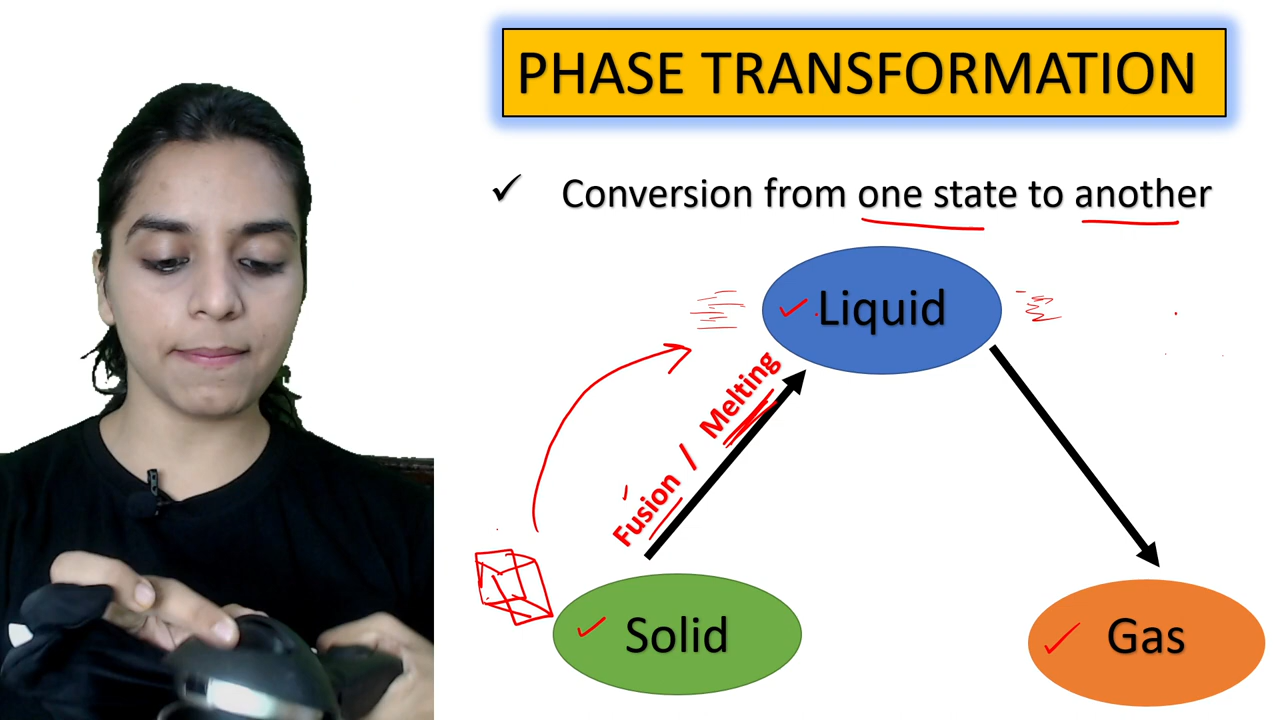 PHASE TRANSFORMATION
✓ Conversion from one state to another
Liquid
Fusion / Melting
Solid
Gas